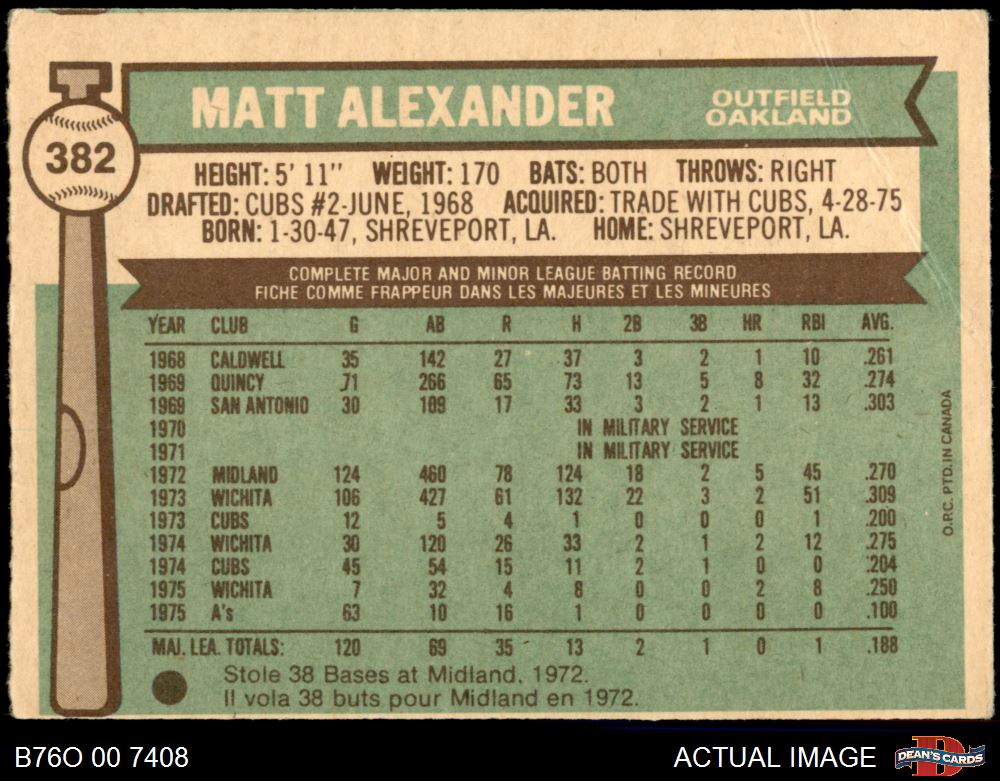 MATT ALEXANDER
OUTFIELD
OAKLAND
382
HEIGHT: 5' 11" WEIGHT: 170 BATS: BOTH THROWS: RIGHT
DRAFTED: CUBS #2-JUNE, 1968 ACQUIRED: TRADE WITH CUBS, 4-28-75
BORN: 1-30-47, SHREVEPORT, LA. HOME: SHREVEPORT, LA.
COMPLETE MAJOR AND MINOR LEAGUE BATTING RECORD
FICHE COMME FRAPPEUR DANS LES MAJEURES ET LES MINEURES
YEAR CLUB G AB R H 2B 3B HR RBI AVG.
1968 CALDWELL 35 142 27 37 3 2 1 10 .261
1969 QUINCY 71 266 65 73 13 5 8 32 .274
1969 SAN ANTONIO 30 109 17 33 3 2 1 13 .303
1970 IN MILITARY SERVICE
1971 IN MILITARY SERVICE
1972 MIDLAND 124 460 78 124 18 2 5 45 .270
1973 WICHITA 106 427 61 132 22 3 2 51 .309
1973 CUBS 12 5 4 1 0 0 0 1 .200
1974 WICHITA 30 120 26 33 2 1 2 12 .275
1974 CUBS 45 54 15 11 2 1 0 0 .204
1975 WICHITA 7 32 4 8 0 0 2 8 .250
1975 A's 63 10 16 1 0 0 0 0 .100
MAJ. LEA. TOTALS: 120 69 35 13 2 1 0 1 .188
Stole 38 Bases at Midland, 1972.
Il vola 38 buts pour Midland en 1972.
O.P.C. PTD. IN CANADA
B76O 00 7408
ACTUAL IMAGE
DEAN'S CARDS